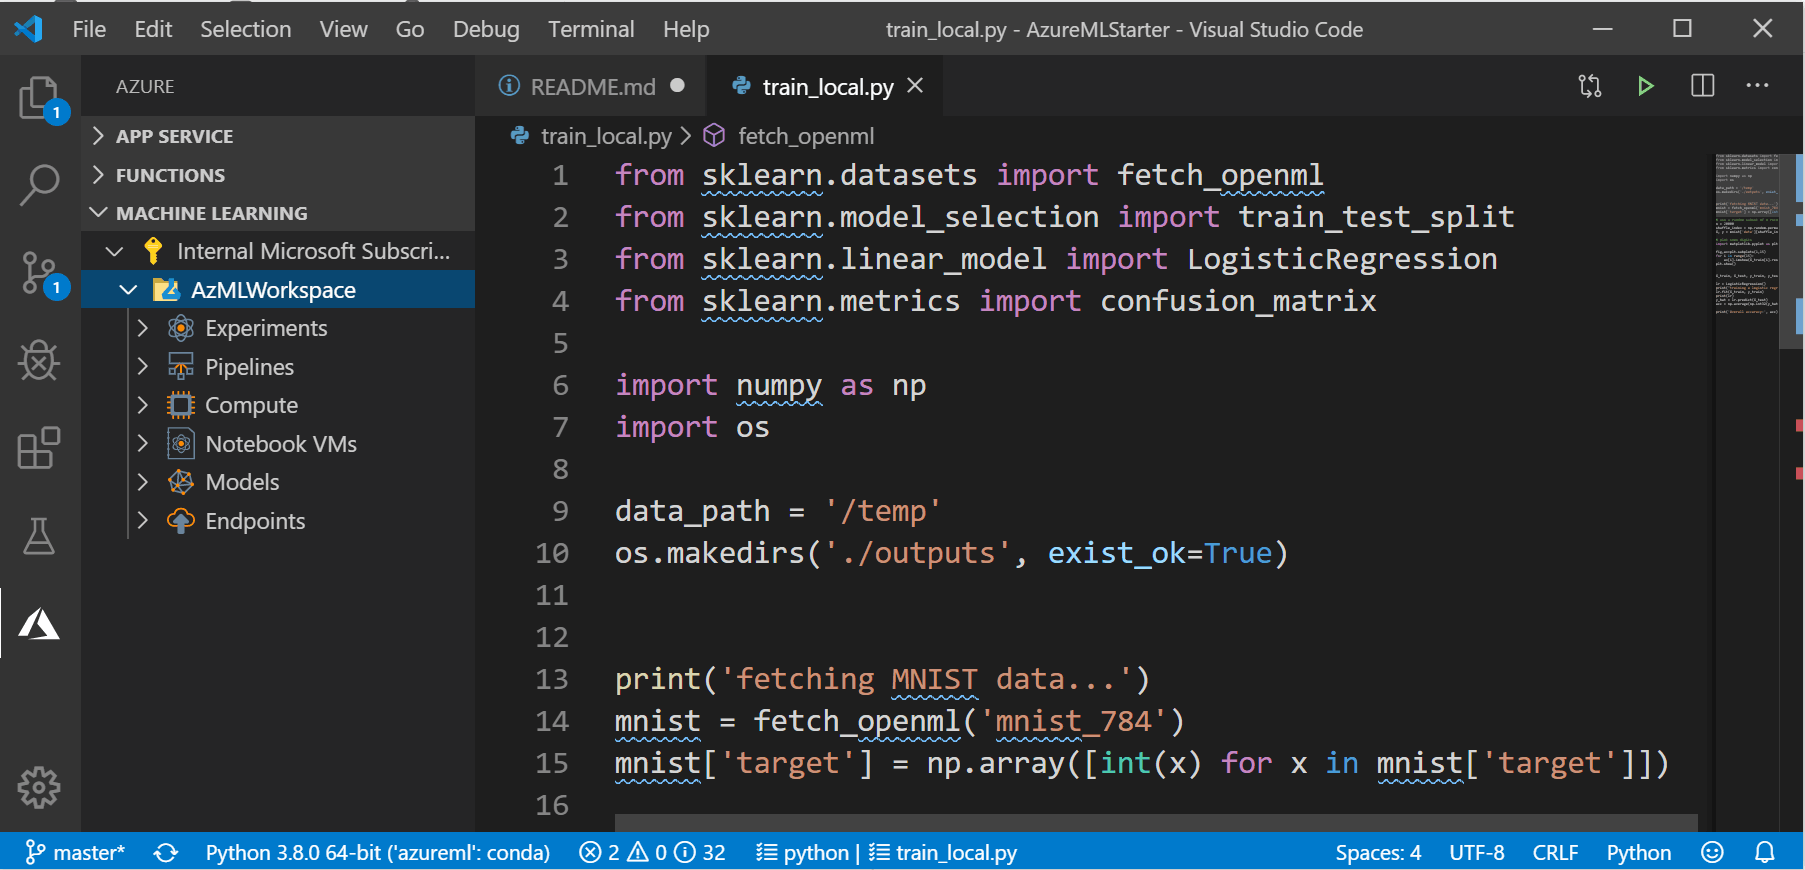 File Edit Selection View Go Debug Terminal Help train_local.py - AzureMLStarter - Visual Studio Code
AZURE
README.md train_local.py
1
APP SERVICE
FUNCTIONS
MACHINE LEARNING
Internal Microsoft Subscri...
1
AzMLWorkspace
Experiments
Pipelines
Compute
Notebook VMs
Models
Endpoints
train_local.py > fetch_openml
1 from sklearn.datasets import fetch_openml
2 from sklearn.model_selection import train_test_split
3 from sklearn.linear_model import LogisticRegression
4 from sklearn.metrics import confusion_matrix
5
6 import numpy as np
7 import os
8
9 data_path = '/temp'
10 os.makedirs('./outputs', exist_ok=True)
11
12
13 print('fetching MNIST data...')
14 mnist = fetch_openml('mnist_784')
15 mnist['target'] = np.array([int(x) for x in mnist['target']])
16
master* Python 3.8.0 64-bit ('azureml': conda) 2 0 32 python | train_local.py Spaces: 4 UTF-8 CRLF Python